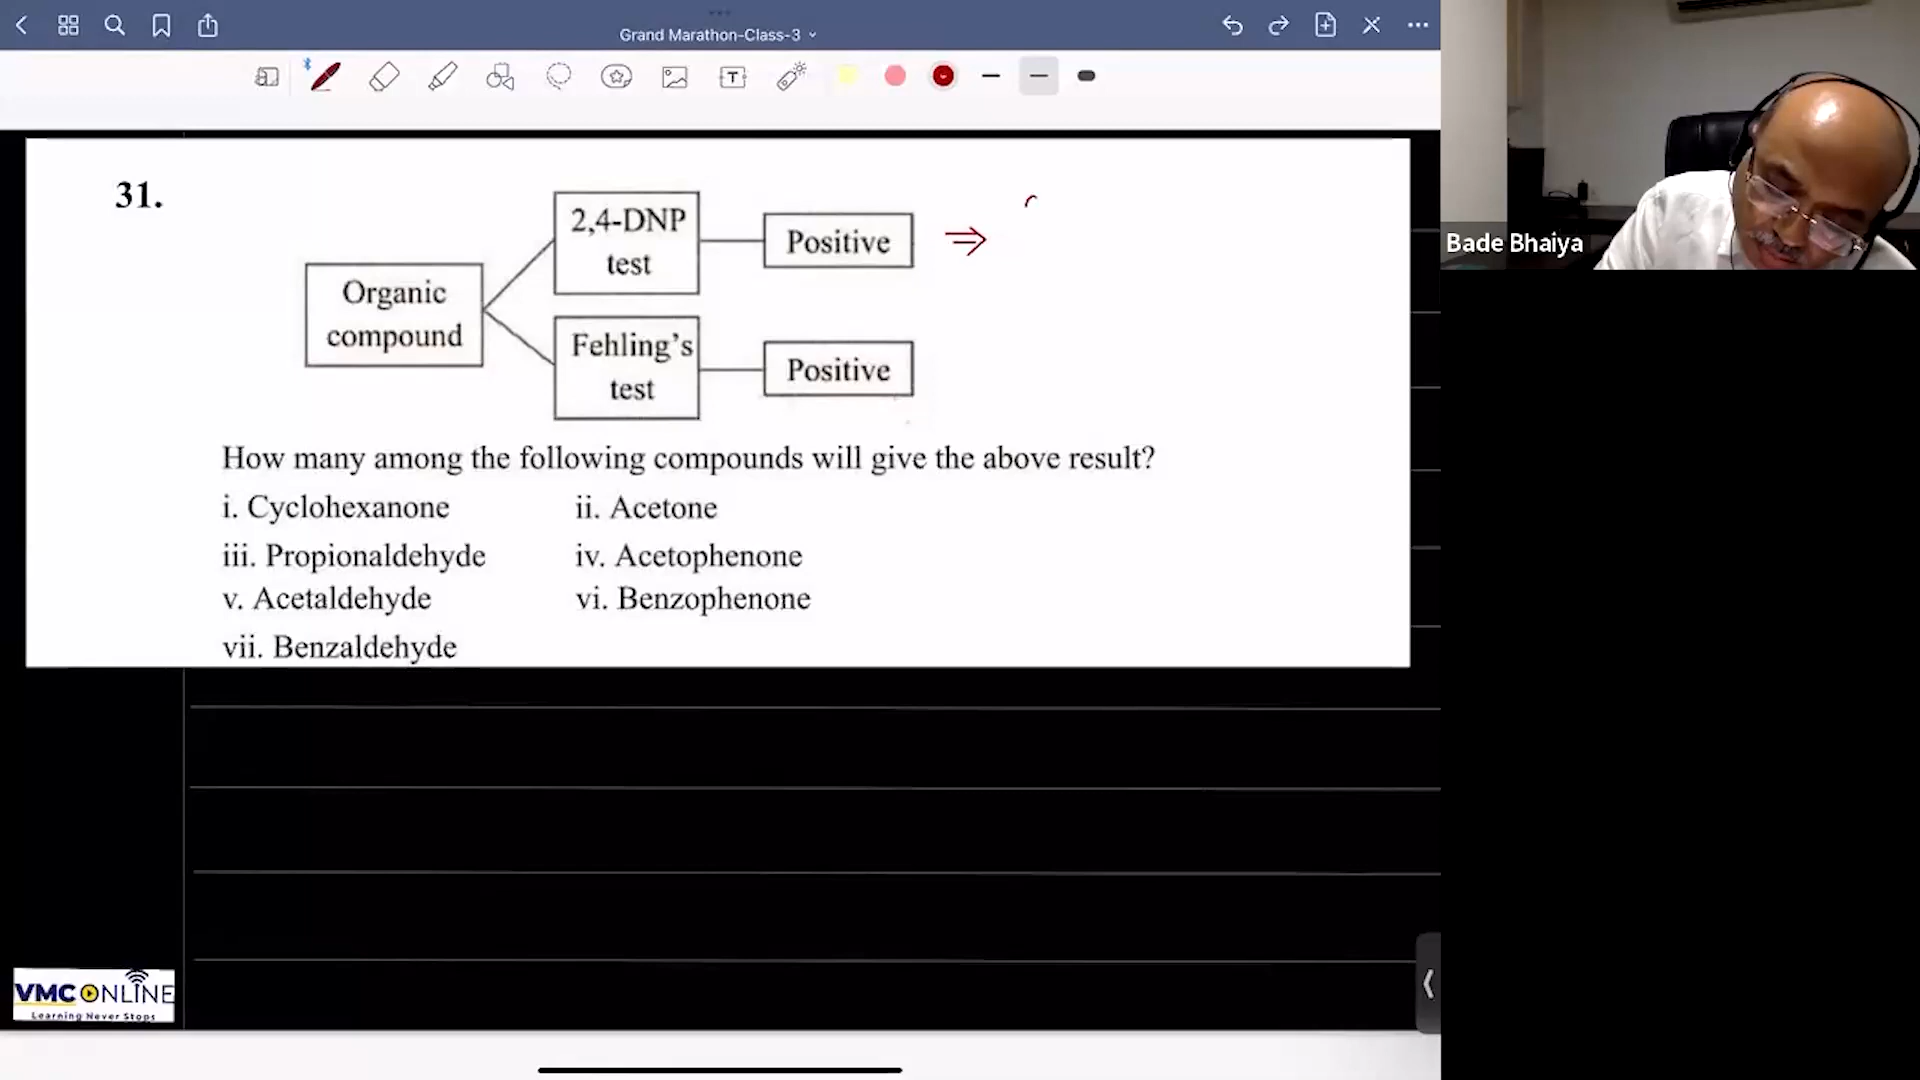 Grand Marathon-Class-3
T
Bade Bhaiya
31.
Organic
compound
2,4-DNP
test
Positive
Fehling's
test
Positive
How many among the following compounds will give the above result?
i. Cyclohexanone ii. Acetone
iii. Propionaldehyde iv. Acetophenone
v. Acetaldehyde vi. Benzophenone
vii. Benzaldehyde
VMC ONLINE
Learning Never Stops